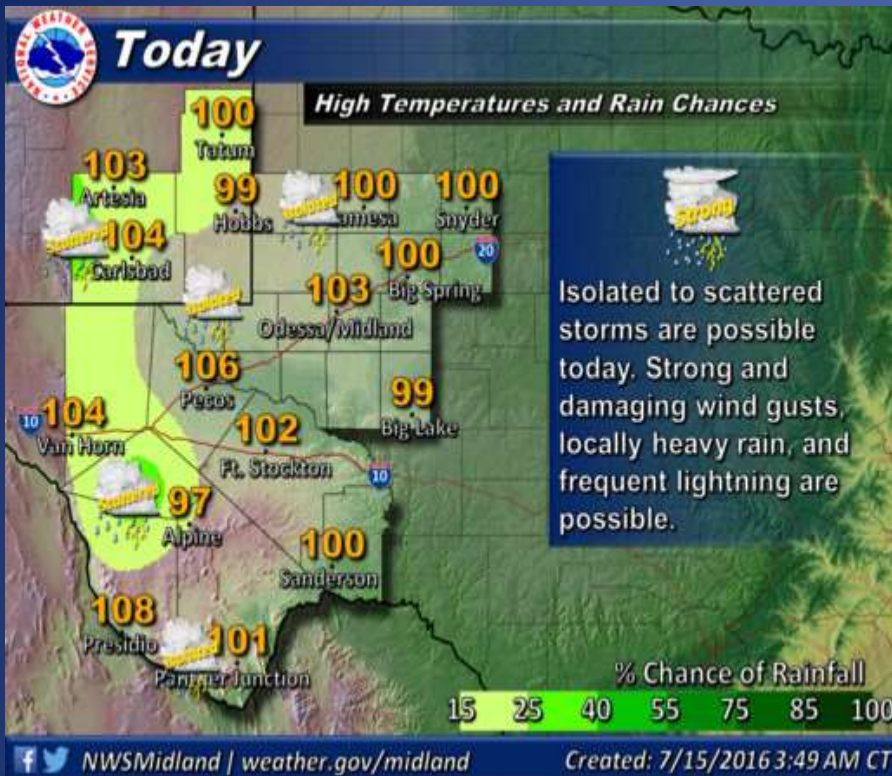 NATIONAL WEATHER SERVICE
Today
High Temperatures and Rain Chances
100
Tatum
103
Artesia
99
Hobbs
Isolated
100
Lamesa
100
Snyder
Scattered
104
Carlsbad
100
Big Spring
20
Isolated
103
Odessa/Midland
106
Pecos
99
Big Lake
10
104
Van Horn
102
Ft. Stockton
10
Scattered
97
Alpine
100
Sanderson
108
Presidio
Isolated
101
Panther Junction
Strong
Isolated to scattered
storms are possible
today. Strong and
damaging wind gusts,
locally heavy rain, and
frequent lightning are
possible.
% Chance of Rainfall
15 25 40 55 75 85 100
NWSMidland | weather.gov/midland
Created: 7/15/2016 3:49 AM CT